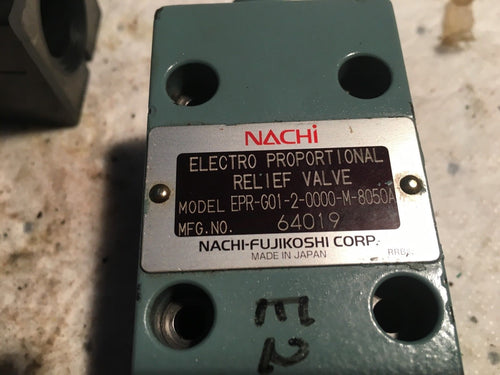 NACHi
ELECTRO PROPORTIONAL
RELIEF VALVE
MODEL EPR-G01-2-0000-M-8050A
MFG.NO. 64019
NACHI-FUJIKOSHI CORP.
MADE IN JAPAN
E2